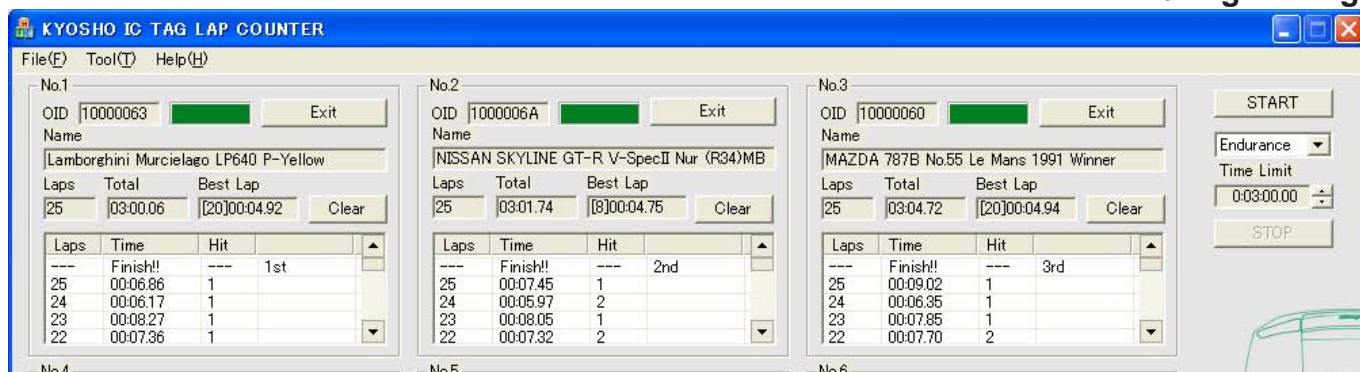 KYOSHO IC TAG LAP COUNTER
File(F) Tool(T) Help(H)
No.1
OID 10000063 Exit
Name
Lamborghini Murcielago LP640 P-Yellow
Laps Total Best Lap
25 03:00.06 [20]00:04.92 Clear
Laps Time Hit
--- Finish!! --- 1st
25 00:06.86 1
24 00:06.17 1
23 00:08.27 1
22 00:07.36 1
No.2
OID 1000006A Exit
Name
NISSAN SKYLINE GT-R V-SpecII Nur (R34)MB
Laps Total Best Lap
25 03:01.74 [8]00:04.75 Clear
Laps Time Hit
--- Finish!! --- 2nd
25 00:07.45 1
24 00:05.97 2
23 00:08.05 1
22 00:07.32 2
No.3
OID 10000060 Exit
Name
MAZDA 787B No.55 Le Mans 1991 Winner
Laps Total Best Lap
25 03:04.72 [20]00:04.94 Clear
Laps Time Hit
--- Finish!! --- 3rd
25 00:09.02 1
24 00:06.35 1
23 00:07.85 1
22 00:07.70 2
START
Endurance
Time Limit
0:03:00.00
STOP
No.4 No.5 No.6